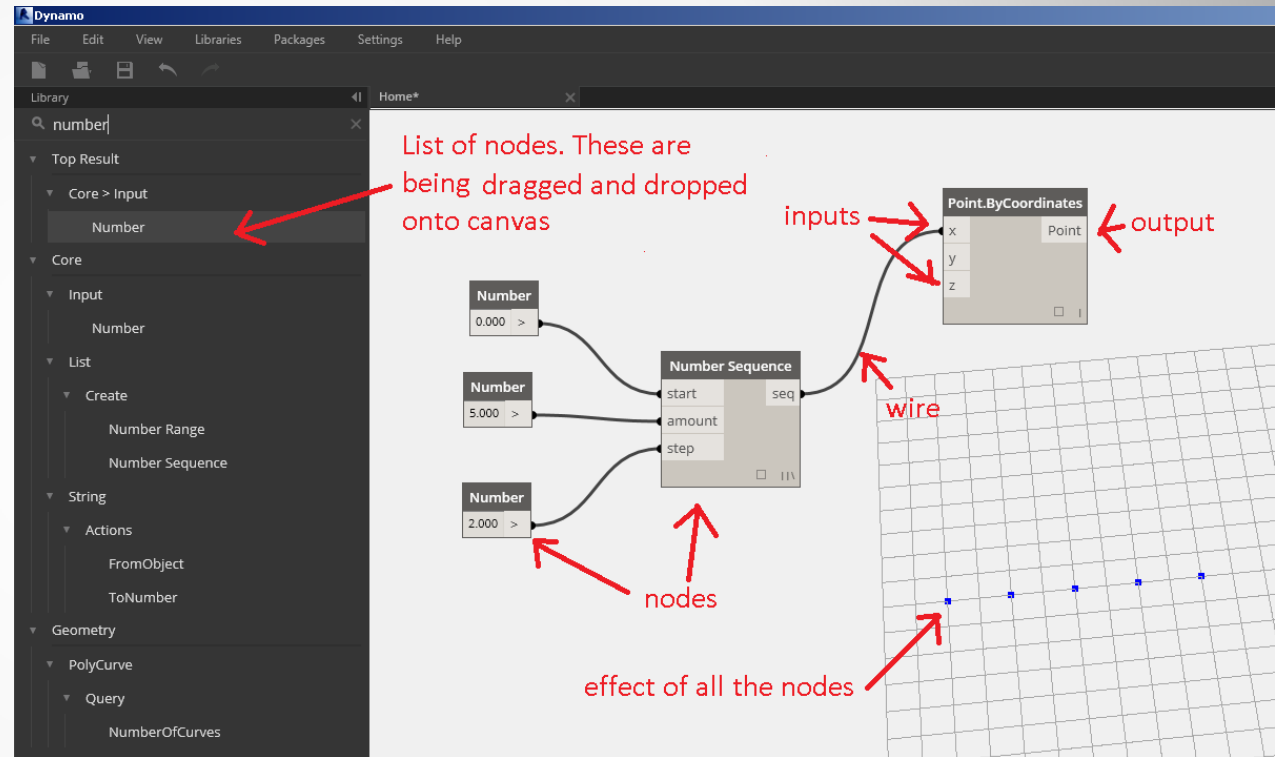 Dynamo
File Edit View Libraries Packages Settings Help
Library
Home*
number
Top Result
Core > Input
Number
Core
Input
Number
List
Create
Number Range
Number Sequence
String
Actions
FromObject
ToNumber
Geometry
PolyCurve
Query
NumberOfCurves
List of nodes. These are
being dragged and dropped
onto canvas
inputs
Point.ByCoordinates
x Point
y
z
output
Number
0.000 >
Number
5.000 >
Number
2.000 >
Number Sequence
start seq
amount
step
wire
nodes
effect of all the nodes